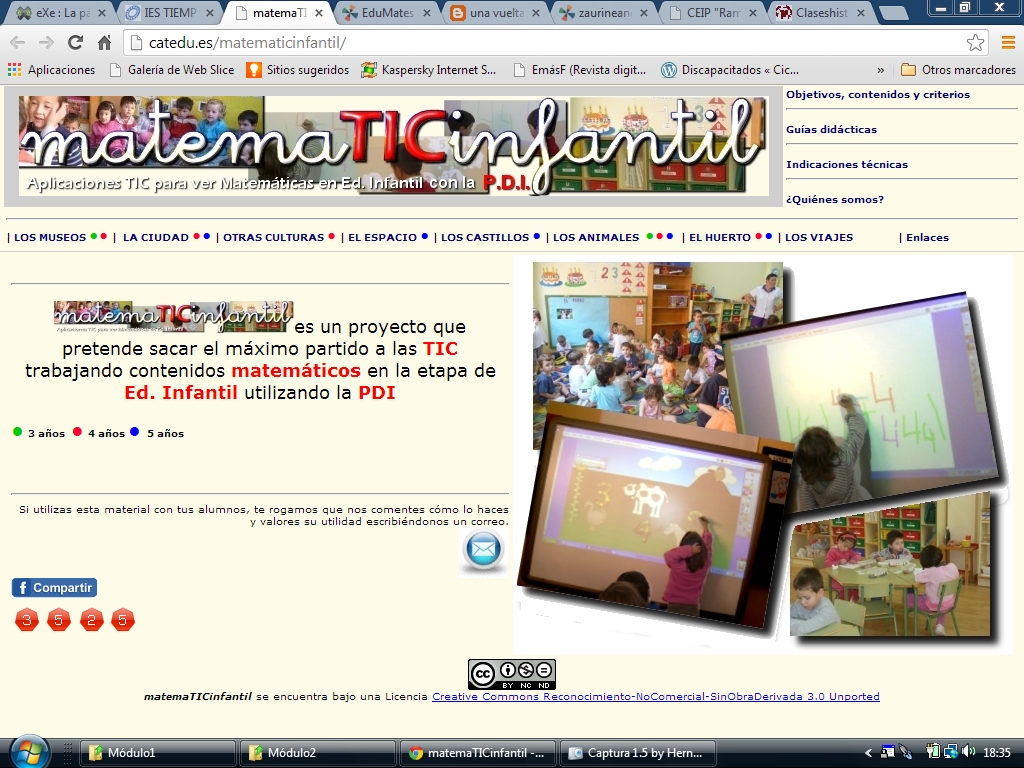 eXe : La pá
IES TIEMP
matemaTI
EduMates
una vuelta
zaurinean
CEIP "Ram
Claseshist
catedu.es/matematicinfantil/
Aplicaciones
Galería de Web Slice
Sitios sugeridos
Kaspersky Internet S...
EmásF (Revista digit...
Discapacitados « Cic...
»
Otros marcadores
matemaTICinfantil
Aplicaciones TIC para ver Matemáticas en Ed. Infantil con la P.D.I.
Objetivos, contenidos y criterios
Guías didácticas
Indicaciones técnicas
¿Quiénes somos?
| LOS MUSEOS | LA CIUDAD | OTRAS CULTURAS | EL ESPACIO | LOS CASTILLOS | LOS ANIMALES | EL HUERTO | LOS VIAJES | Enlaces
matemaTICinfantil es un proyecto que
pretende sacar el máximo partido a las TIC
trabajando contenidos matemáticos en la etapa de
Ed. Infantil utilizando la PDI
3 años 4 años 5 años
Si utilizas esta material con tus alumnos, te rogamos que nos comentes cómo lo haces
y valores su utilidad escribiéndonos un correo.
Compartir
3 5 2 5
cc
BY NC ND
matemaTICinfantil se encuentra bajo una Licencia Creative Commons Reconocimiento-NoComercial-SinObraDerivada 3.0 Unported
Módulo1
Módulo2
matemaTICinfantil -...
Captura 1.5 by Hern...
18:35